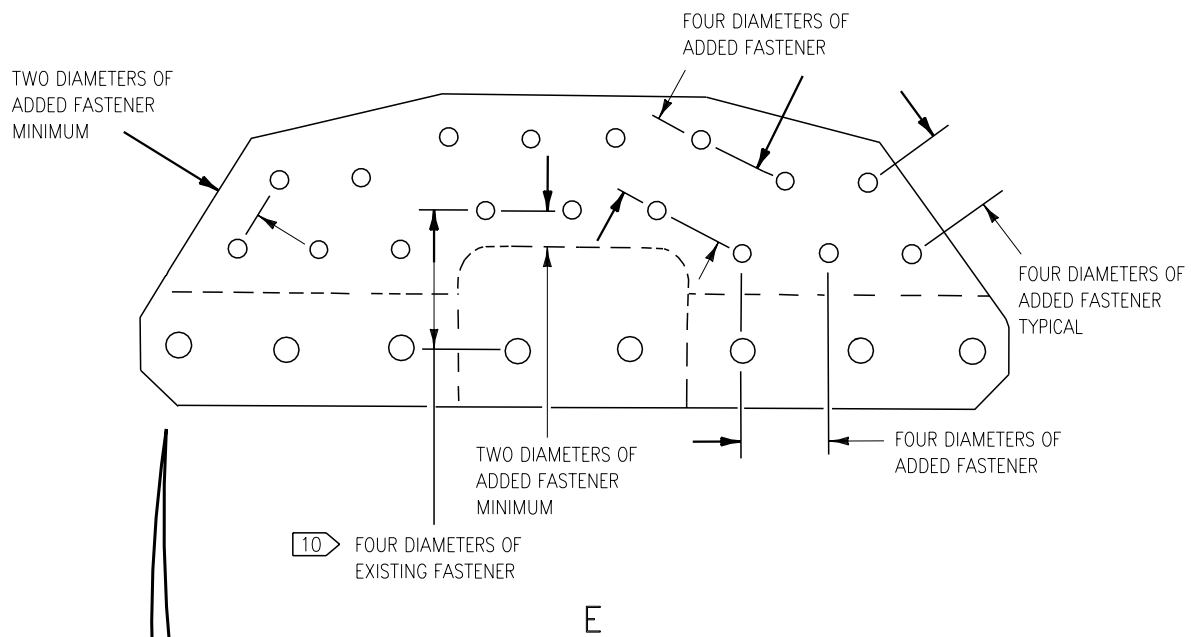 FOUR DIAMETERS OF
ADDED FASTENER
TWO DIAMETERS OF
ADDED FASTENER
MINIMUM
FOUR DIAMETERS OF
ADDED FASTENER
TYPICAL
FOUR DIAMETERS OF
ADDED FASTENER
TWO DIAMETERS OF
ADDED FASTENER
MINIMUM
10 FOUR DIAMETERS OF
EXISTING FASTENER
E